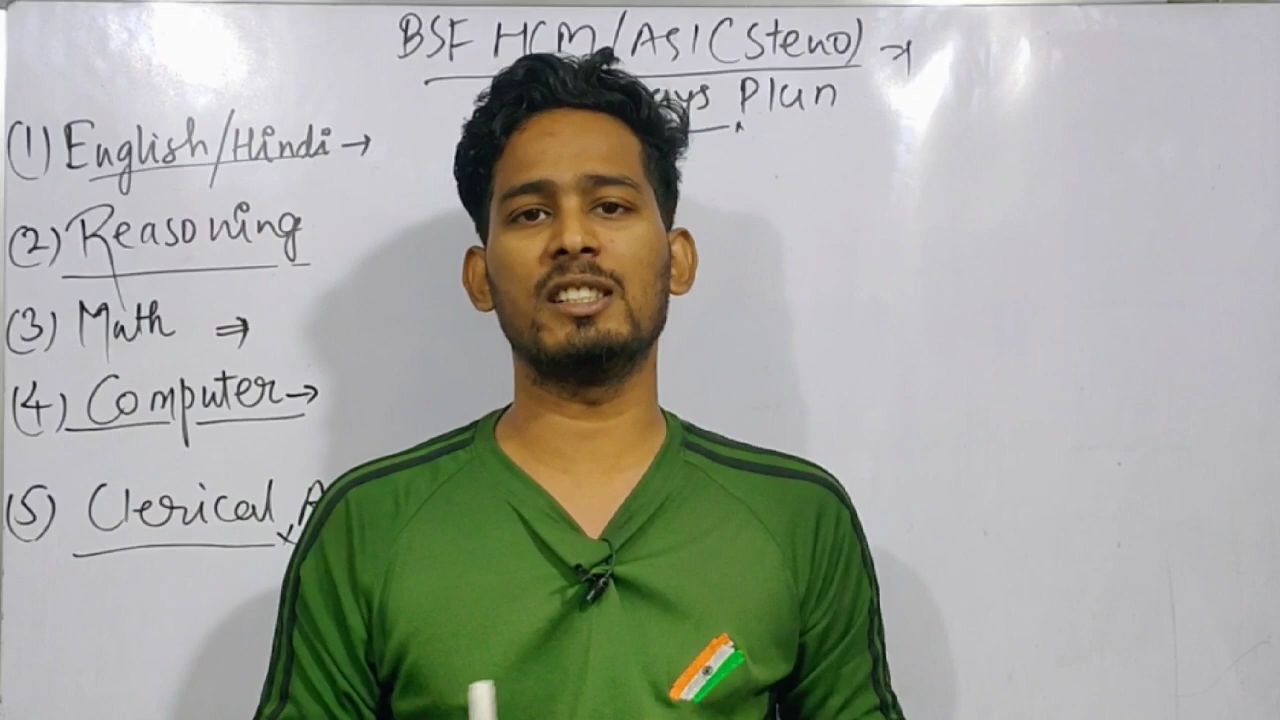 BSF HCM/ASI (Steno) →
Plan
(1) English/Hindi →
(2) Reasoning
(3) Math ⇒
(4) Computer →
(5) Clerical